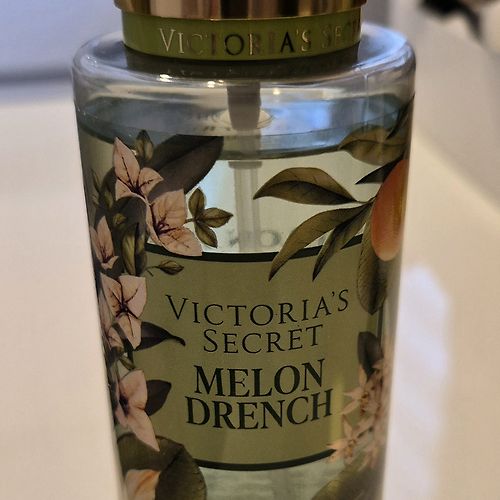 VICTORIA'S SECRET
VICTORIA'S
SECRET
MELON
DRENCH